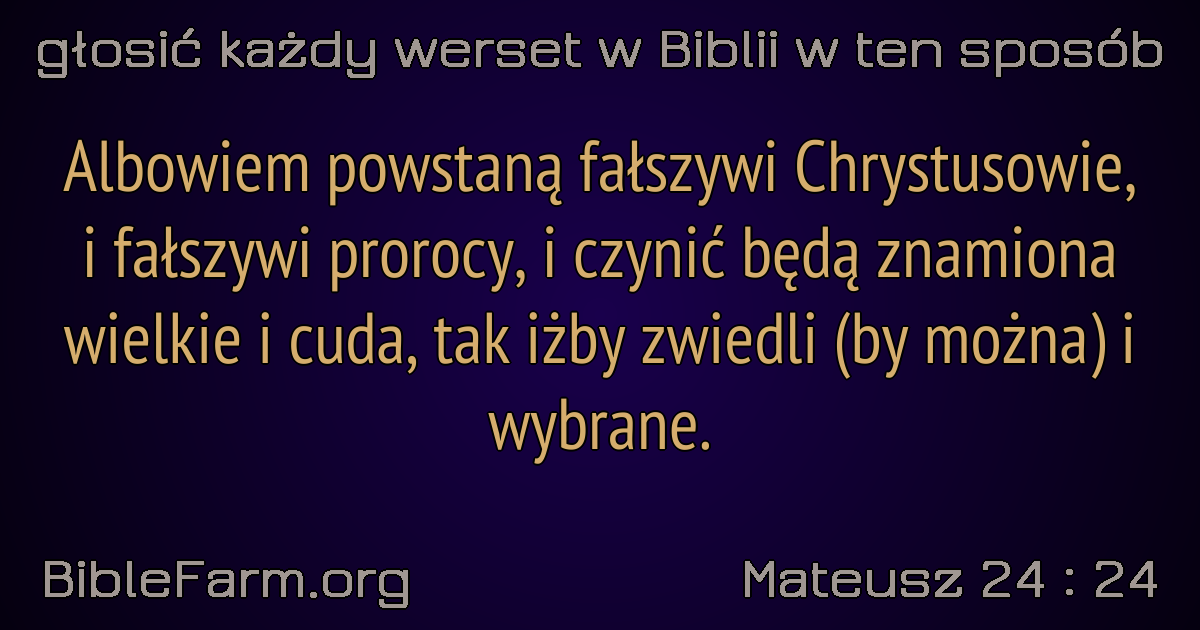 głosić każdy werset w Biblii w ten sposób
Albowiem powstaną fałszywi Chrystusowie,
i fałszywi prorocy, i czynić będą znamiona
wielkie i cuda, tak iżby zwiedli (by można) i
wybrane.
BibleFarm.org
Mateusz 24 : 24